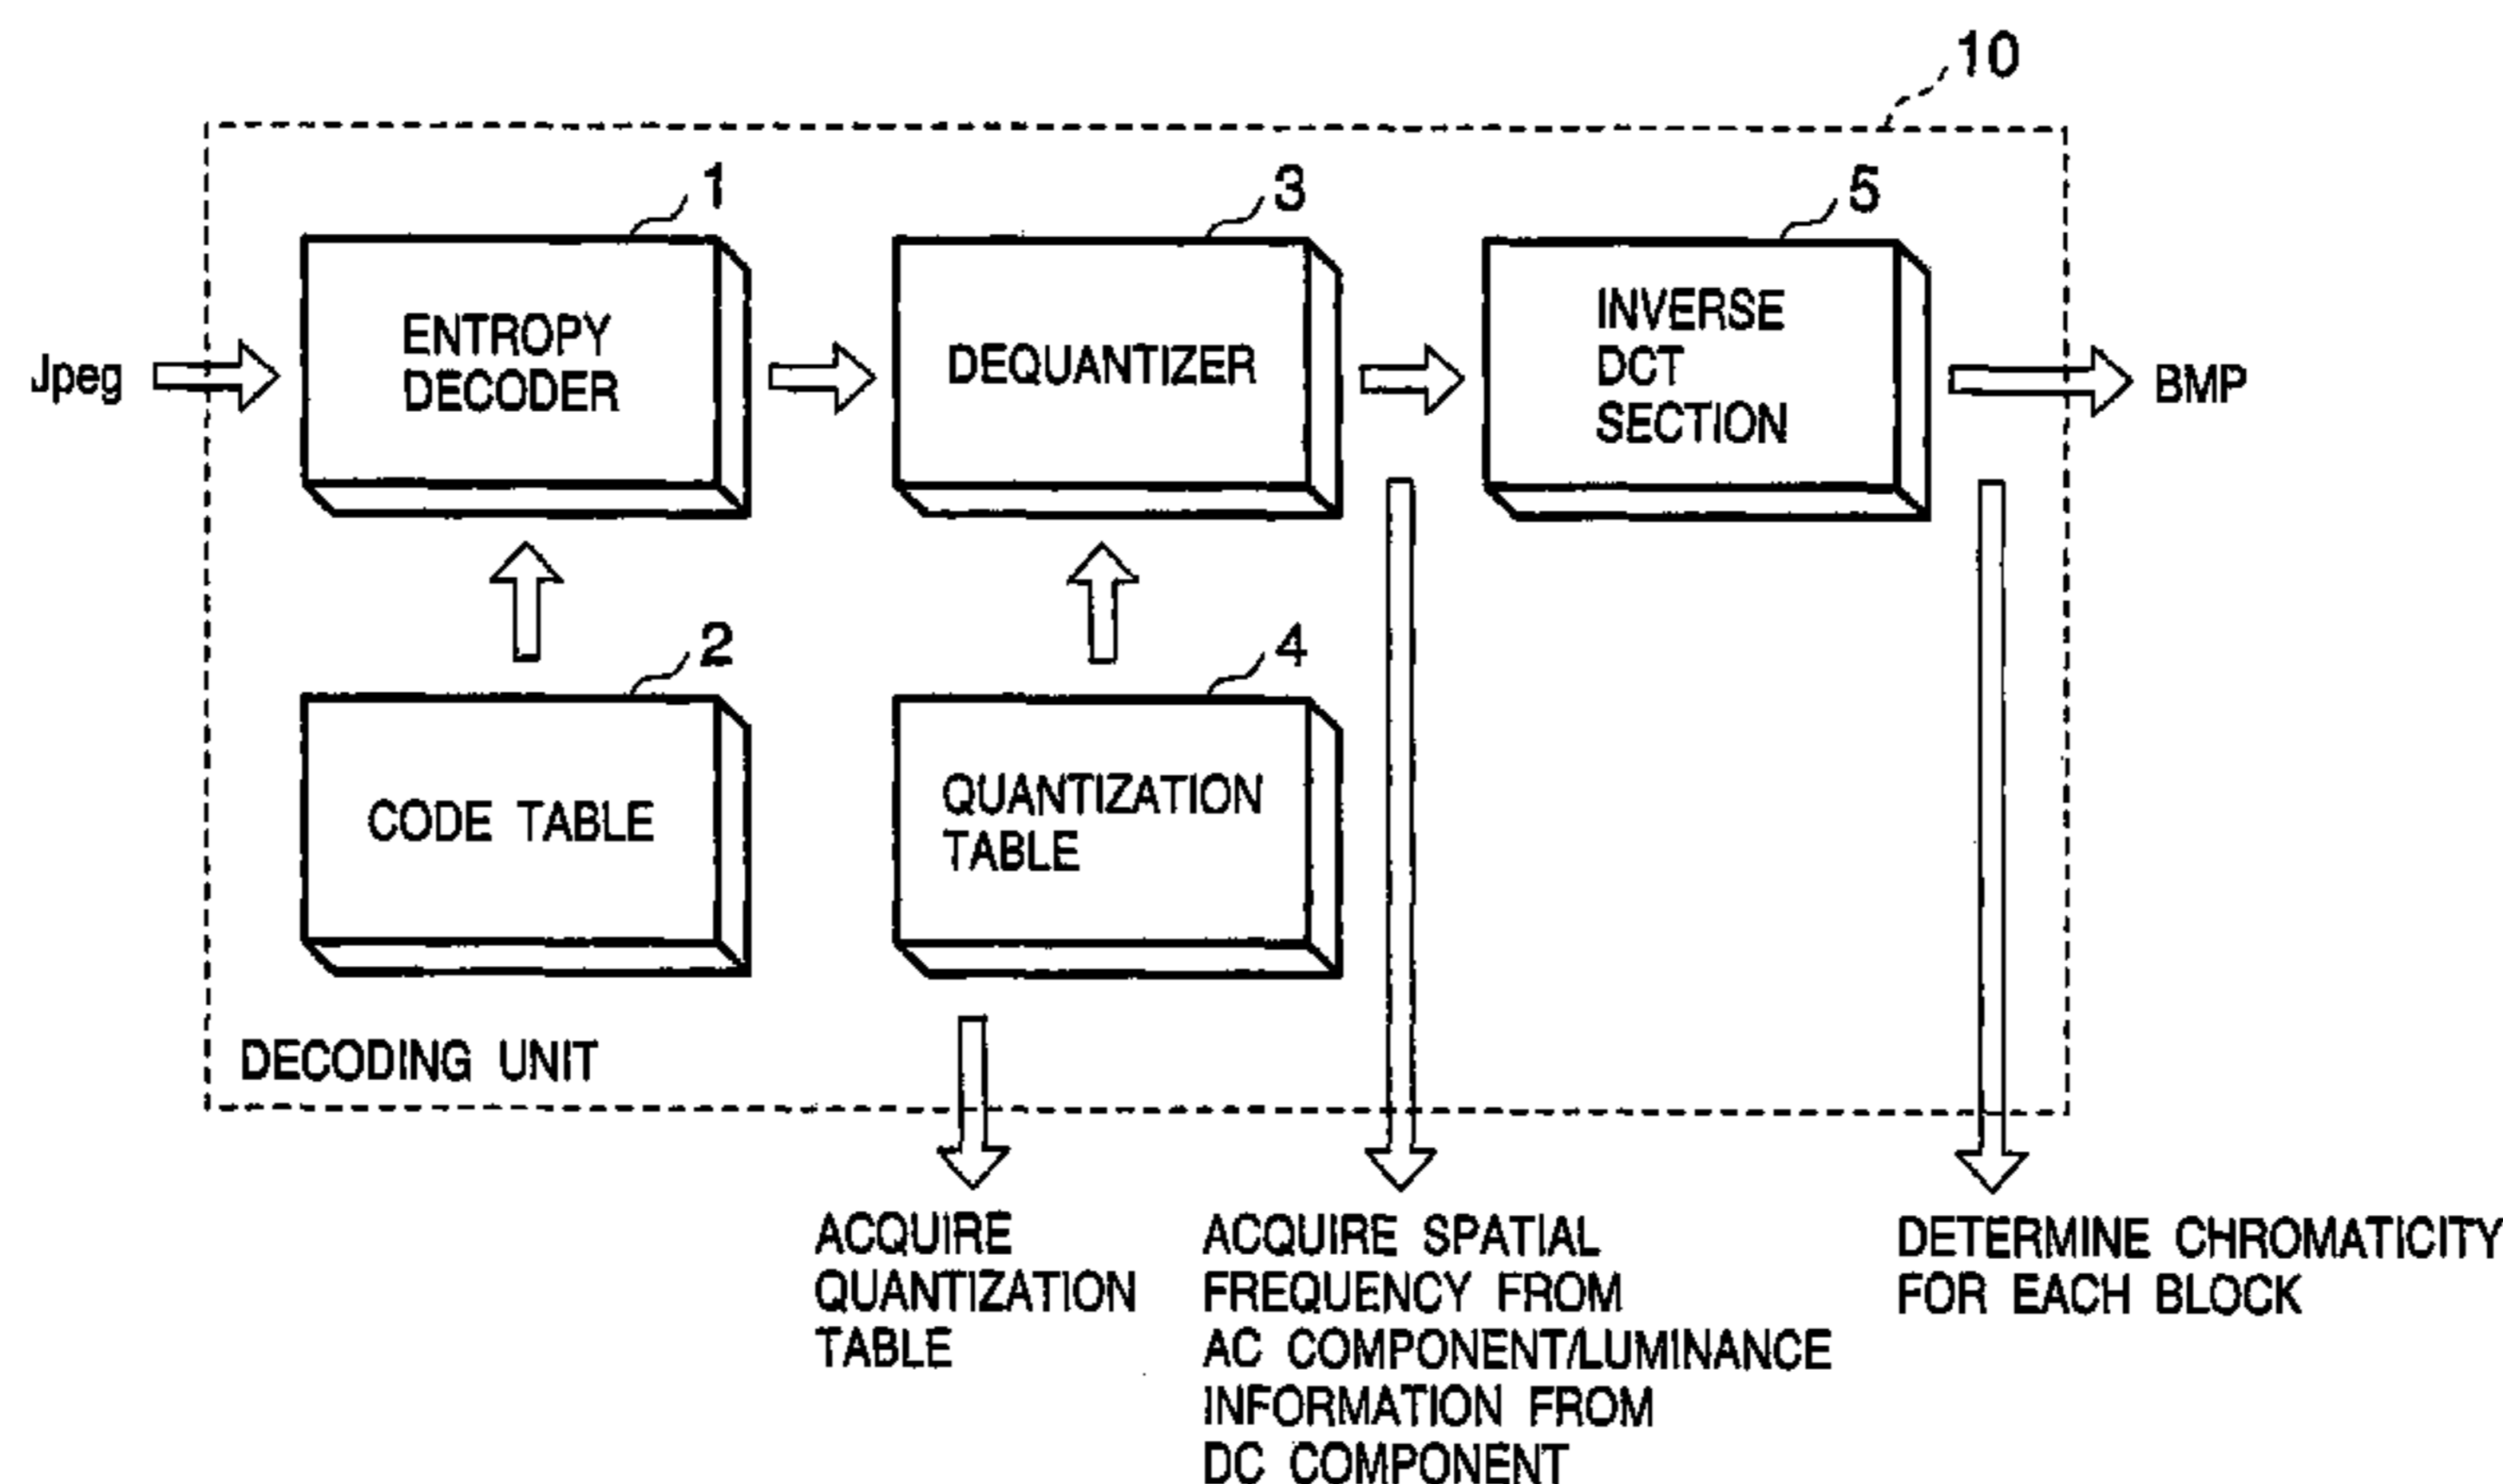 10
1
3
5
ENTROPY
DECODER
DEQUANTIZER
INVERSE
DCT
SECTION
Jpeg
BMP
2
4
CODE TABLE
QUANTIZATION
TABLE
DECODING UNIT
ACQUIRE
QUANTIZATION
TABLE
ACQUIRE SPATIAL
FREQUENCY FROM
AC COMPONENT/LUMINANCE
INFORMATION FROM
DC COMPONENT
DETERMINE CHROMATICITY
FOR EACH BLOCK